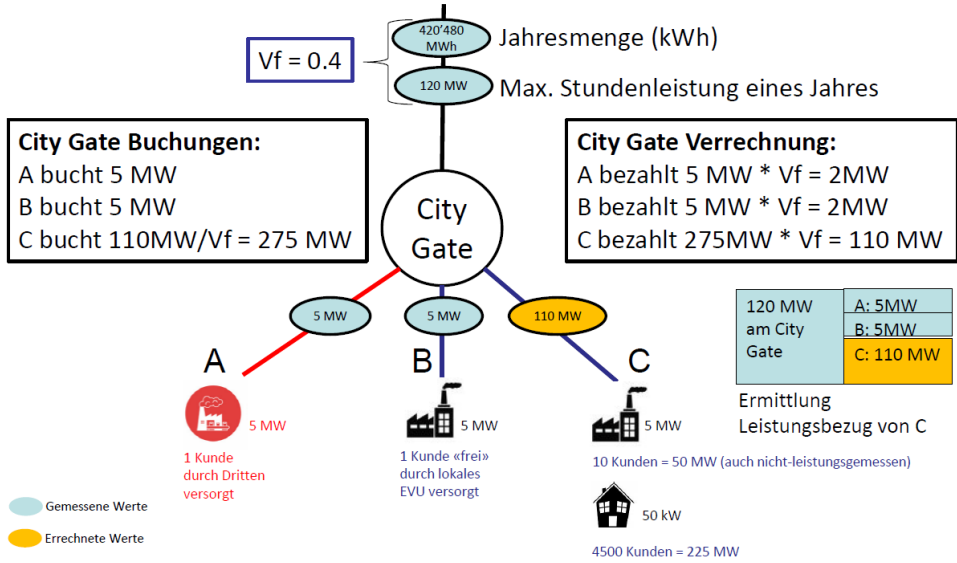 420'480
MWh
Jahresmenge (kWh)
Vf = 0.4
120 MW
Max. Stundenleistung eines Jahres
City Gate Buchungen:
A bucht 5 MW
B bucht 5 MW
C bucht 110MW/Vf = 275 MW
City
Gate
City Gate Verrechnung:
A bezahlt 5 MW * Vf = 2MW
B bezahlt 5 MW * Vf = 2MW
C bezahlt 275MW * Vf = 110 MW
5 MW
5 MW
110 MW
120 MW
am City
Gate
A: 5MW
B: 5MW
C: 110 MW
Ermittlung
Leistungsbezug von C
A
B
C
5 MW
5 MW
5 MW
1 Kunde
durch Dritten
versorgt
1 Kunde «frei»
durch lokales
EVU versorgt
10 Kunden = 50 MW (auch nicht-leistungsgemessen)
50 kW
4500 Kunden = 225 MW
Gemessene Werte
Errechnete Werte